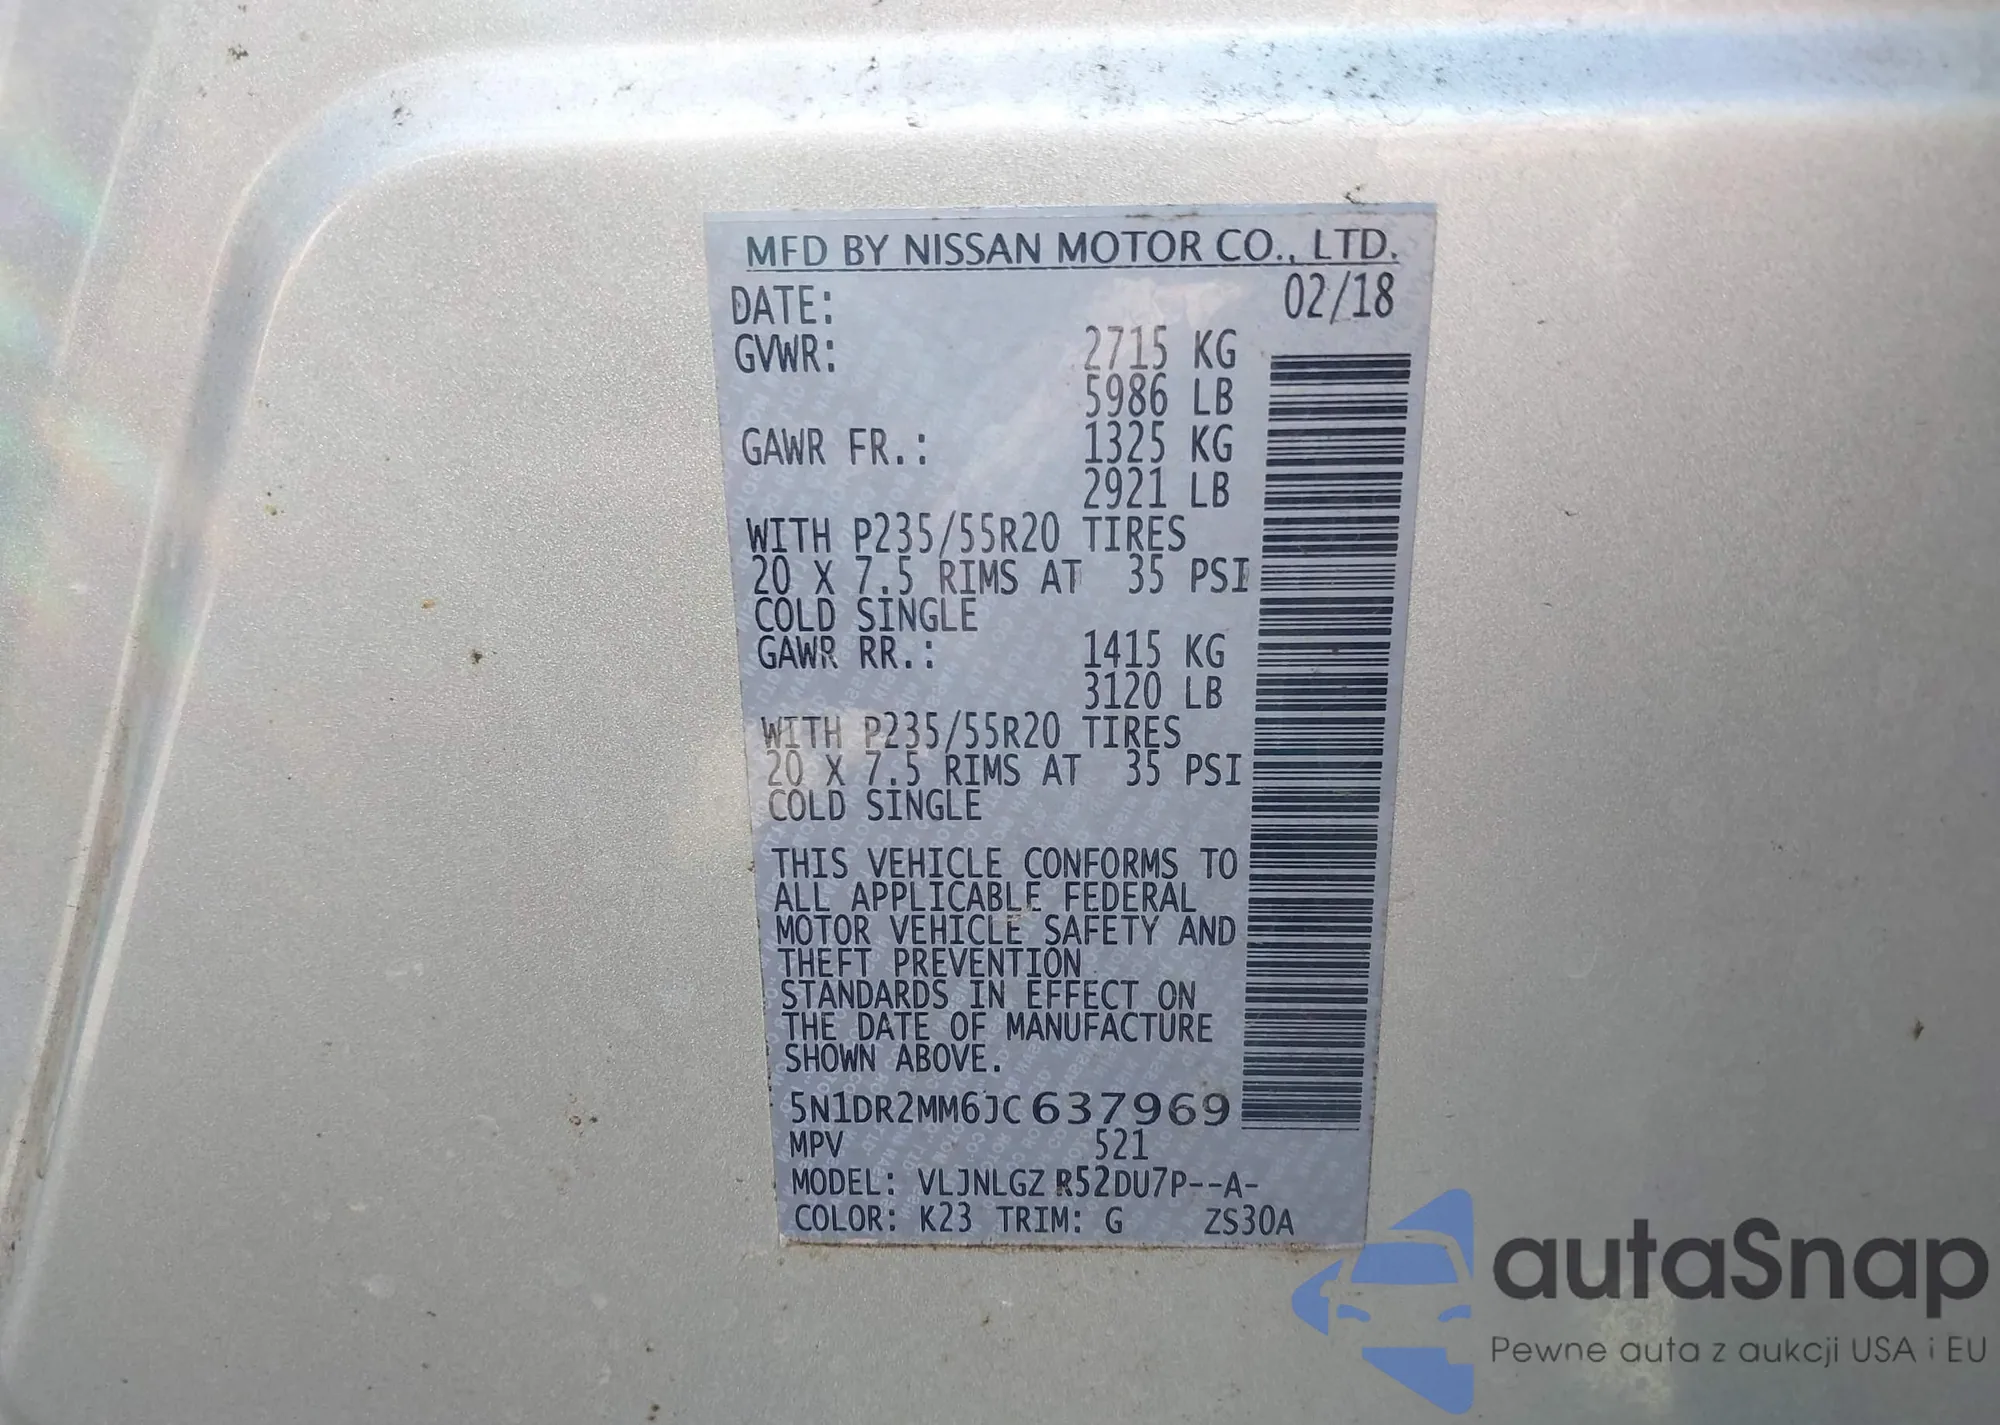 MFD BY NISSAN MOTOR CO., LTD.
DATE: 02/18
GVWR: 2715 KG
5986 LB
GAWR FR.: 1325 KG
2921 LB
WITH P235/55R20 TIRES
20 X 7.5 RIMS AT 35 PSI
COLD SINGLE
GAWR RR.: 1415 KG
3120 LB
WITH P235/55R20 TIRES
20 X 7.5 RIMS AT 35 PSI
COLD SINGLE
THIS VEHICLE CONFORMS TO
ALL APPLICABLE FEDERAL
MOTOR VEHICLE SAFETY AND
THEFT PREVENTION
STANDARDS IN EFFECT ON
THE DATE OF MANUFACTURE
SHOWN ABOVE.
5N1DR2MM6JC637969
MPV 521
MODEL: VLJNLGZ R52DU7P--A-
COLOR: K23 TRIM: G ZS30A
autaSnap
Pewne auta z aukcji USA i EU